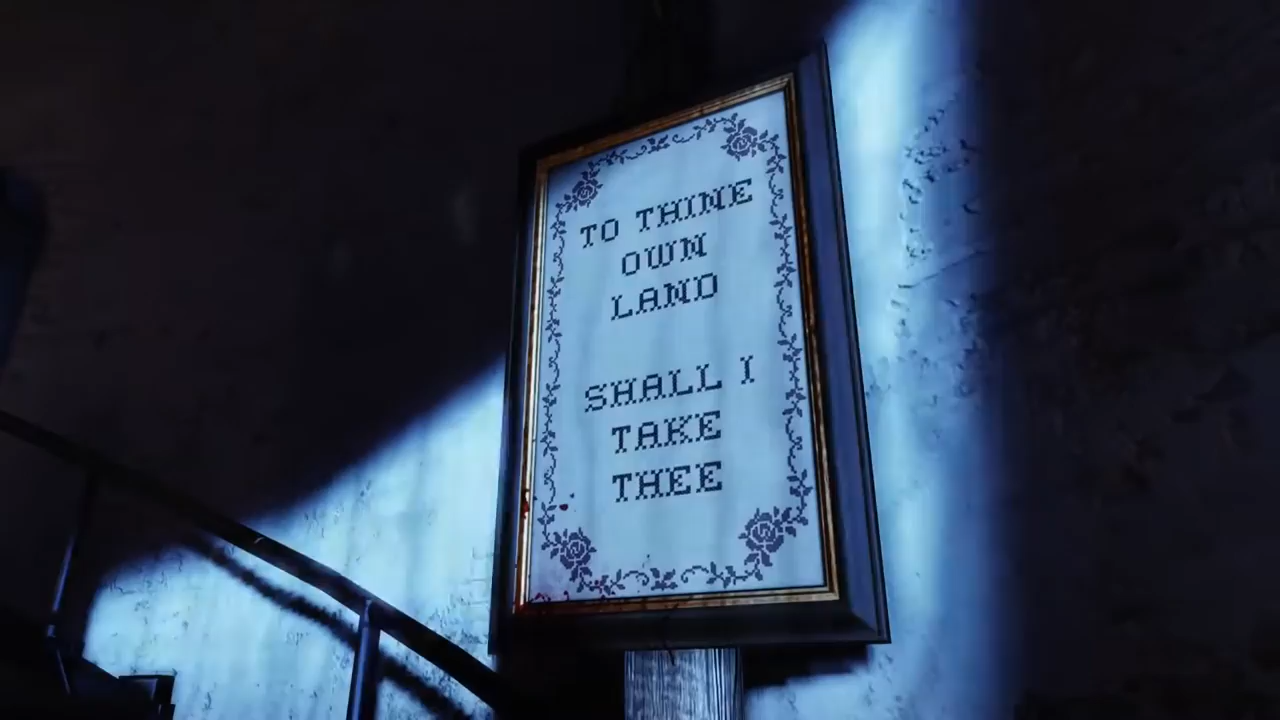 TO THINE
OWN
LAND
SHALL I
TAKE
THEE